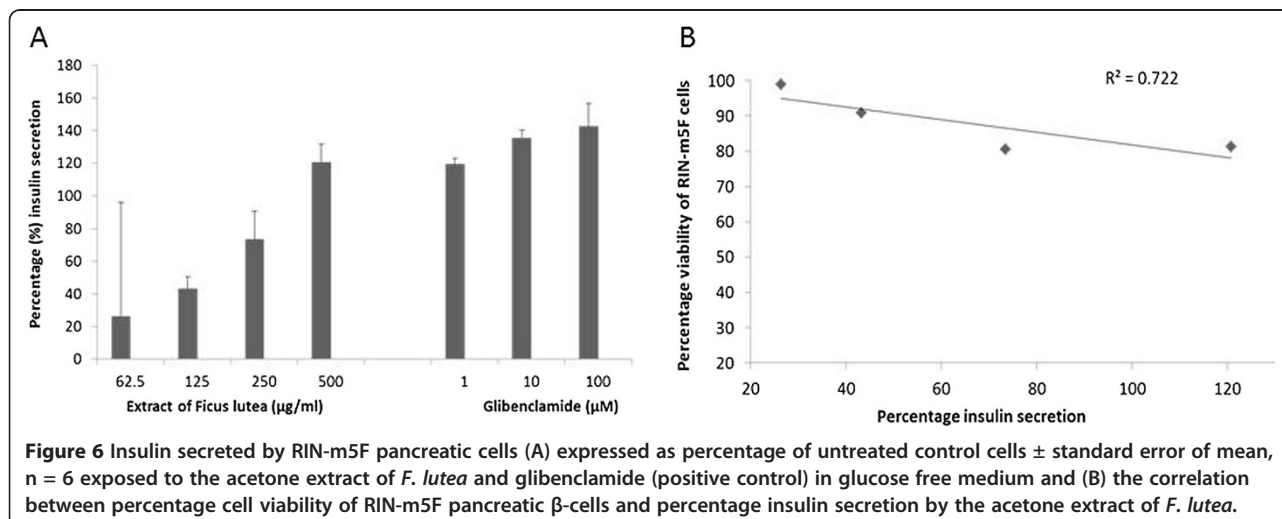 A
Percentage (%) insulin secretion
180
160
140
120
100
80
60
40
20
0
62.5 125 250 500 1 10 100
Extract of Ficus lutea (µg/ml) Glibenclamide (µM)
B
R² = 0.722
Percentage viability of RIN-m5F cells
100
90
80
70
60
50
40
30
20
20 40 60 80 100 120
Percentage insulin secretion
Figure 6 Insulin secreted by RIN-m5F pancreatic cells (A) expressed as percentage of untreated control cells ± standard error of mean,
n = 6 exposed to the acetone extract of F. lutea and glibenclamide (positive control) in glucose free medium and (B) the correlation
between percentage cell viability of RIN-m5F pancreatic β-cells and percentage insulin secretion by the acetone extract of F. lutea.